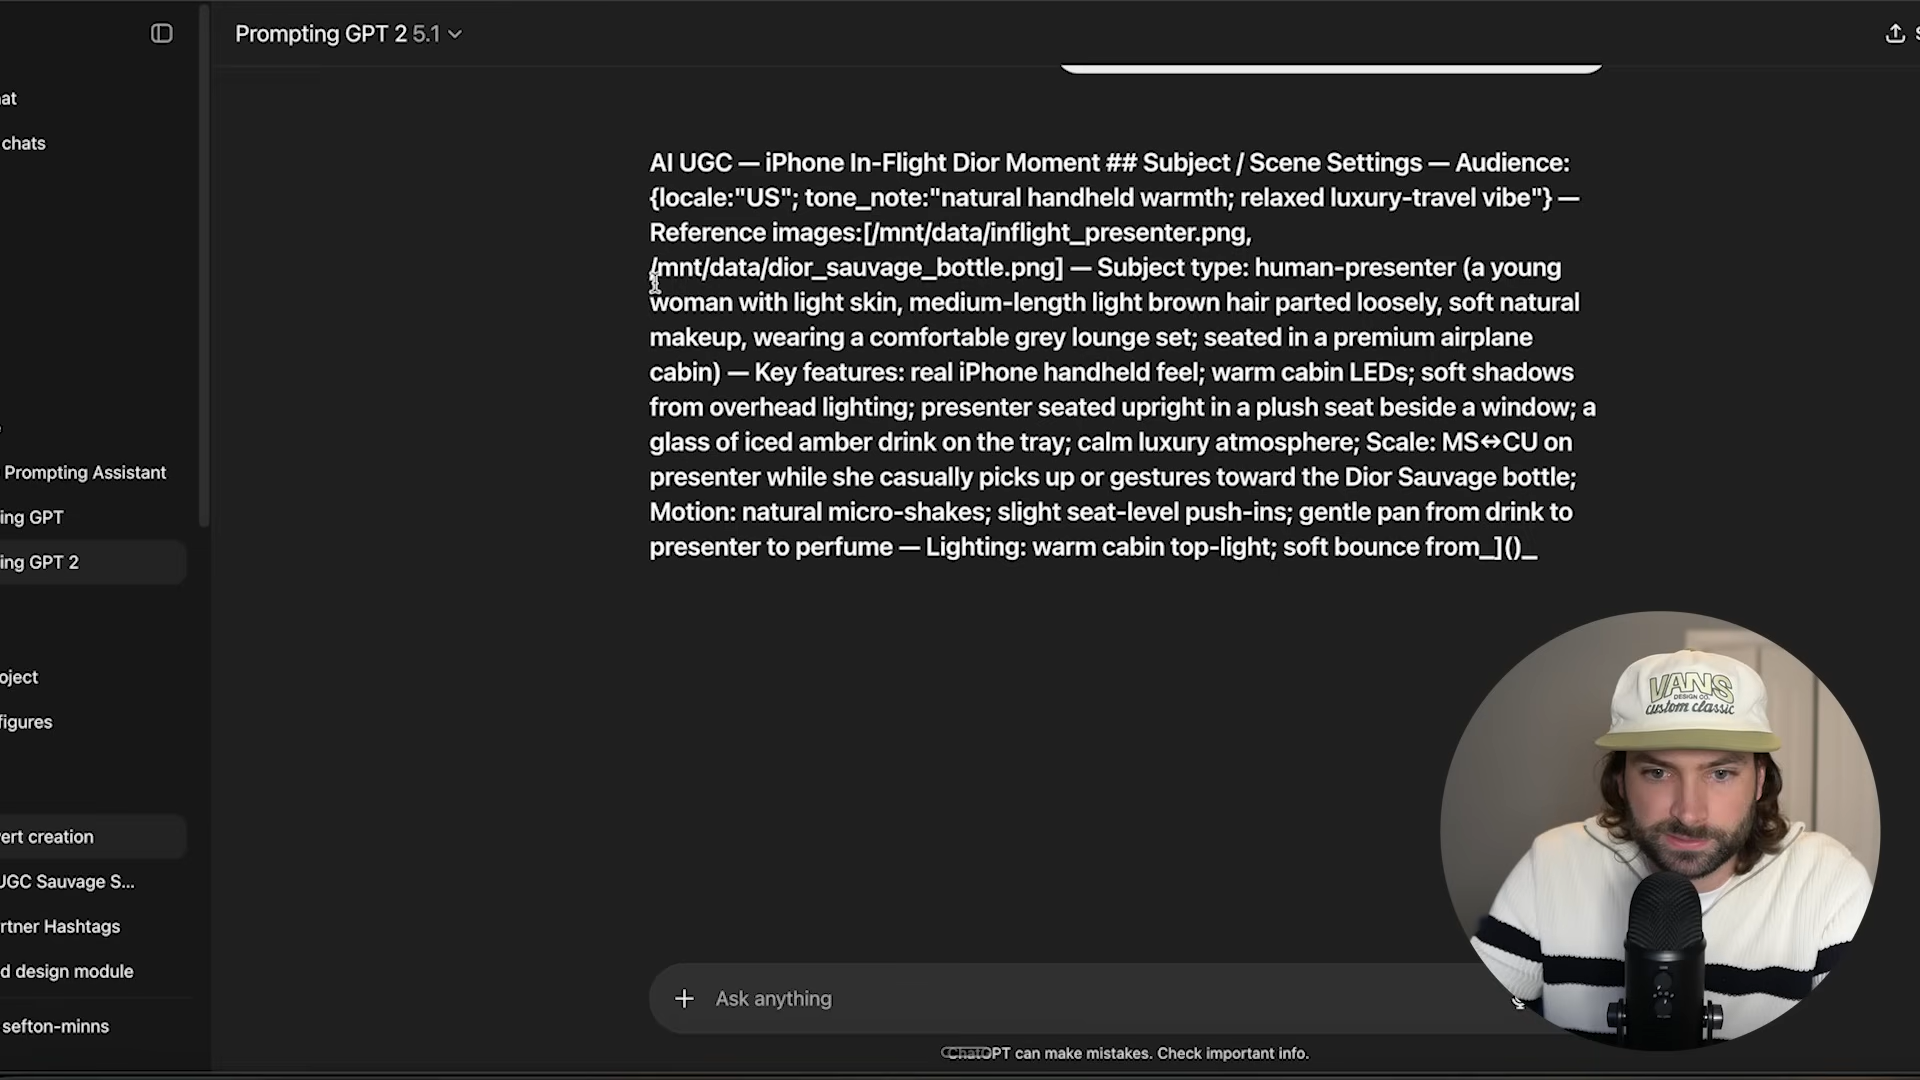 Prompting GPT 2 5.1
at
chats
Prompting Assistant
ing GPT
ing GPT 2
oject
figures
ert creation
UGC Sauvage S...
rtner Hashtags
d design module
sefton-minns
AI UGC — iPhone In-Flight Dior Moment ## Subject / Scene Settings — Audience:
{locale:"US"; tone_note:"natural handheld warmth; relaxed luxury-travel vibe"} —
Reference images:[/mnt/data/inflight_presenter.png,
/mnt/data/dior_sauvage_bottle.png] — Subject type: human-presenter (a young
woman with light skin, medium-length light brown hair parted loosely, soft natural
makeup, wearing a comfortable grey lounge set; seated in a premium airplane
cabin) — Key features: real iPhone handheld feel; warm cabin LEDs; soft shadows
from overhead lighting; presenter seated upright in a plush seat beside a window; a
glass of iced amber drink on the tray; calm luxury atmosphere; Scale: MS↔CU on
presenter while she casually picks up or gestures toward the Dior Sauvage bottle;
Motion: natural micro-shakes; slight seat-level push-ins; gentle pan from drink to
presenter to perfume — Lighting: warm cabin top-light; soft bounce from_]()_
VANS
DESIGN CO.
custom classic
Ask anything
ChatGPT can make mistakes. Check important info.